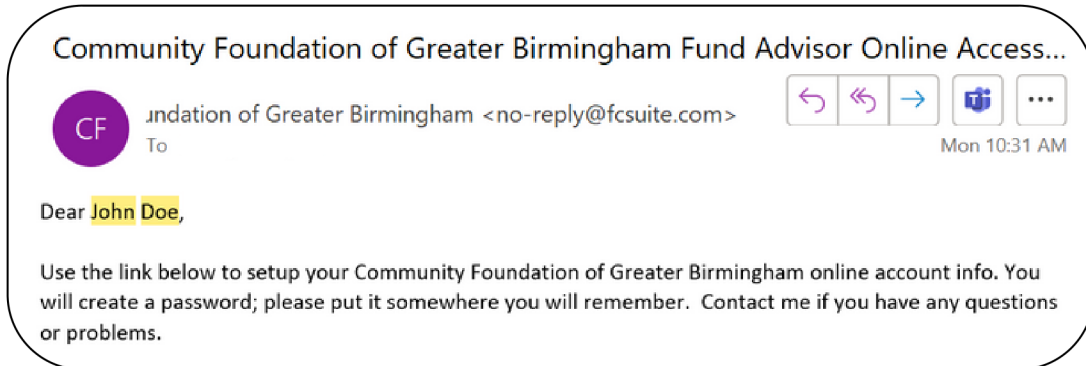 Community Foundation of Greater Birmingham Fund Advisor Online Access...
CF
undation of Greater Birmingham <no-reply@fcsuite.com>
To
Mon 10:31 AM
Dear John Doe,
Use the link below to setup your Community Foundation of Greater Birmingham online account info. You
will create a password; please put it somewhere you will remember.  Contact me if you have any questions
or problems.